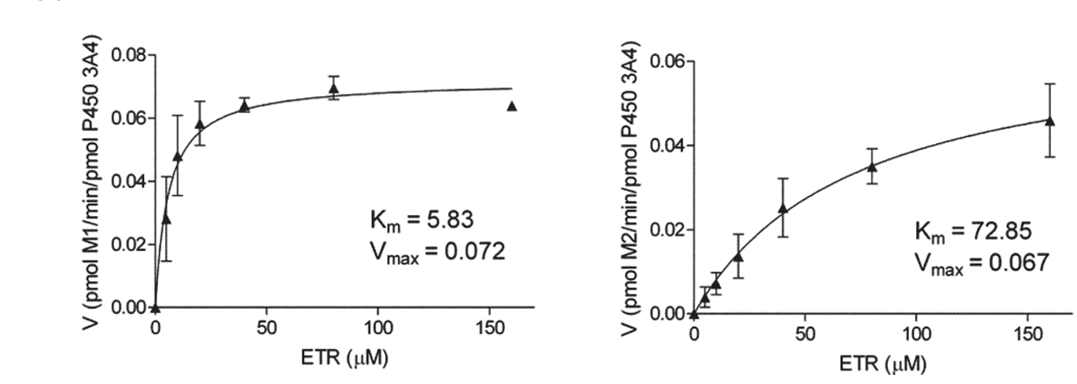 V (pmol M1/min/pmol P450 3A4)
0.08
0.06
0.04
0.02
0.00
0 50 100 150
ETR (μM)
Km = 5.83
Vmax = 0.072
V (pmol M2/min/pmol P450 3A4)
0.06
0.04
0.02
0.00
0 50 100 150
ETR (μM)
Km = 72.85
Vmax = 0.067